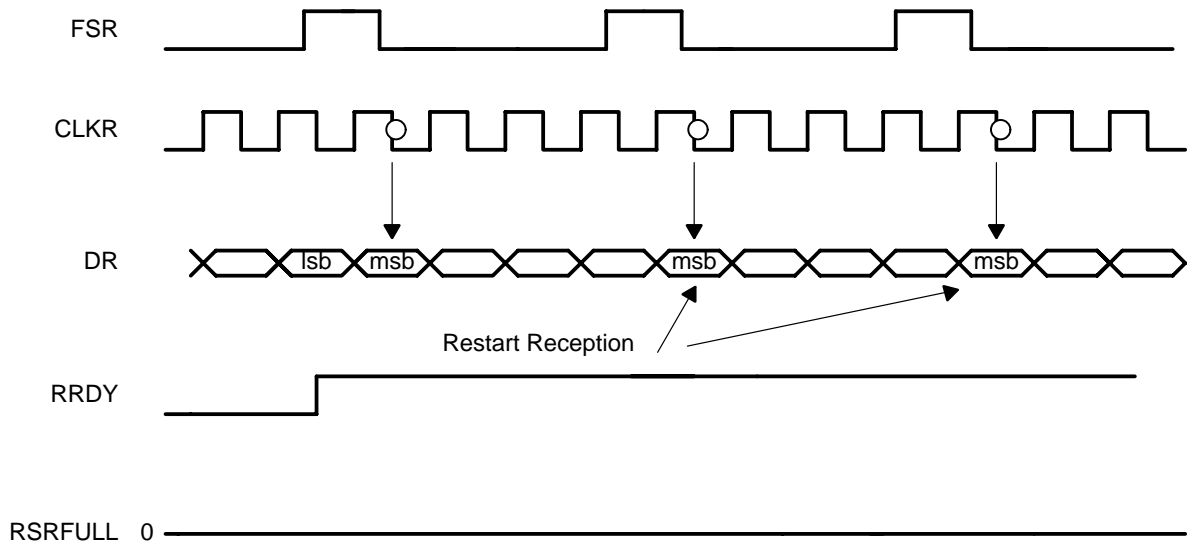 FSR
CLKR
DR
lsb msb msb msb
Restart Reception
RRDY
RSRFULL 0